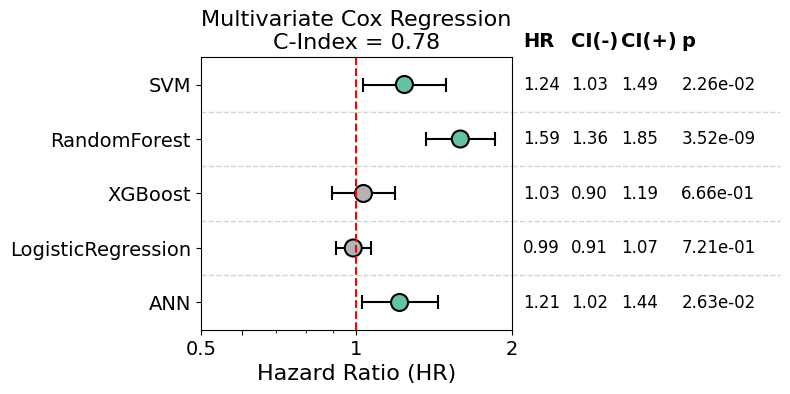 Multivariate Cox Regression
C-Index = 0.78
HR CI(-) CI(+) p
SVM 1.24 1.03 1.49 2.26e-02
RandomForest 1.59 1.36 1.85 3.52e-09
XGBoost 1.03 0.90 1.19 6.66e-01
LogisticRegression 0.99 0.91 1.07 7.21e-01
ANN 1.21 1.02 1.44 2.63e-02
0.5 1 2
Hazard Ratio (HR)